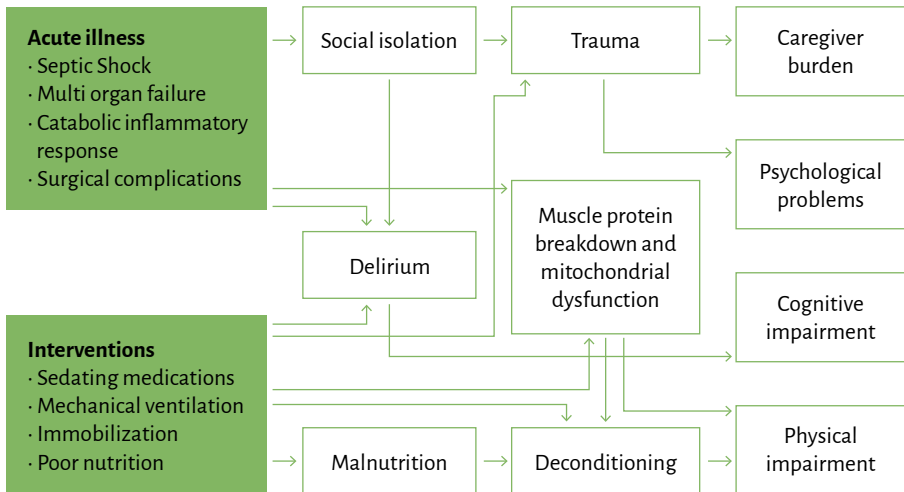 Acute illness
· Septic Shock
· Multi organ failure
· Catabolic inflammatory
response
· Surgical complications
Social isolation
Trauma
Caregiver
burden
Psychological
problems
Muscle protein
breakdown and
mitochondrial
dysfunction
Delirium
Cognitive
impairment
Interventions
· Sedating medications
· Mechanical ventilation
· Immobilization
· Poor nutrition
Malnutrition
Deconditioning
Physical
impairment